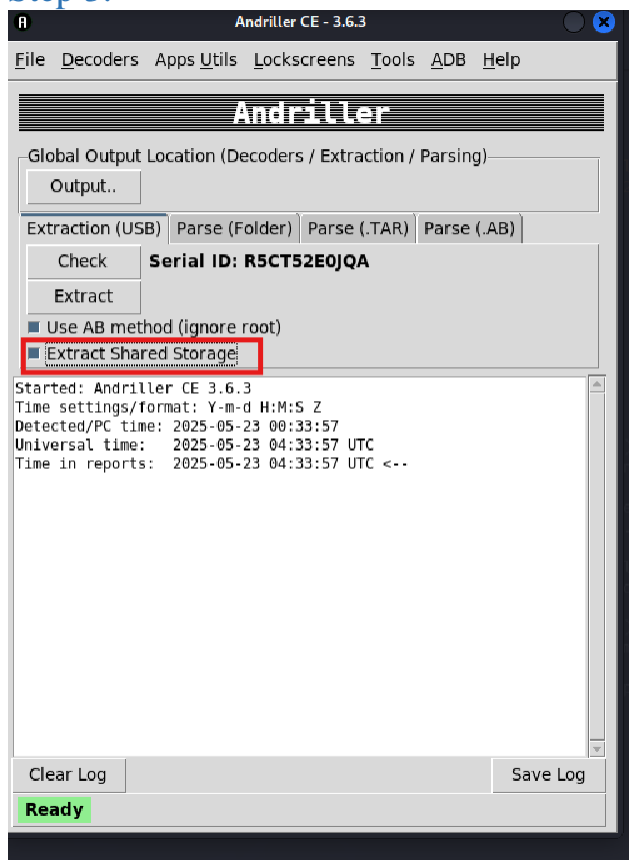 Andriller CE - 3.6.3
File Decoders Apps Utils Lockscreens Tools ADB Help
Andriller
Global Output Location (Decoders / Extraction / Parsing)
Output..
Extraction (USB) Parse (Folder) Parse (.TAR) Parse (.AB)
Check Serial ID: R5CT52E0JQA
Extract
Use AB method (ignore root)
Extract Shared Storage
Started: Andriller CE 3.6.3
Time settings/format: Y-m-d H:M:S Z
Detected/PC time: 2025-05-23 00:33:57
Universal time: 2025-05-23 04:33:57 UTC
Time in reports: 2025-05-23 04:33:57 UTC <--
Clear Log Save Log
Ready